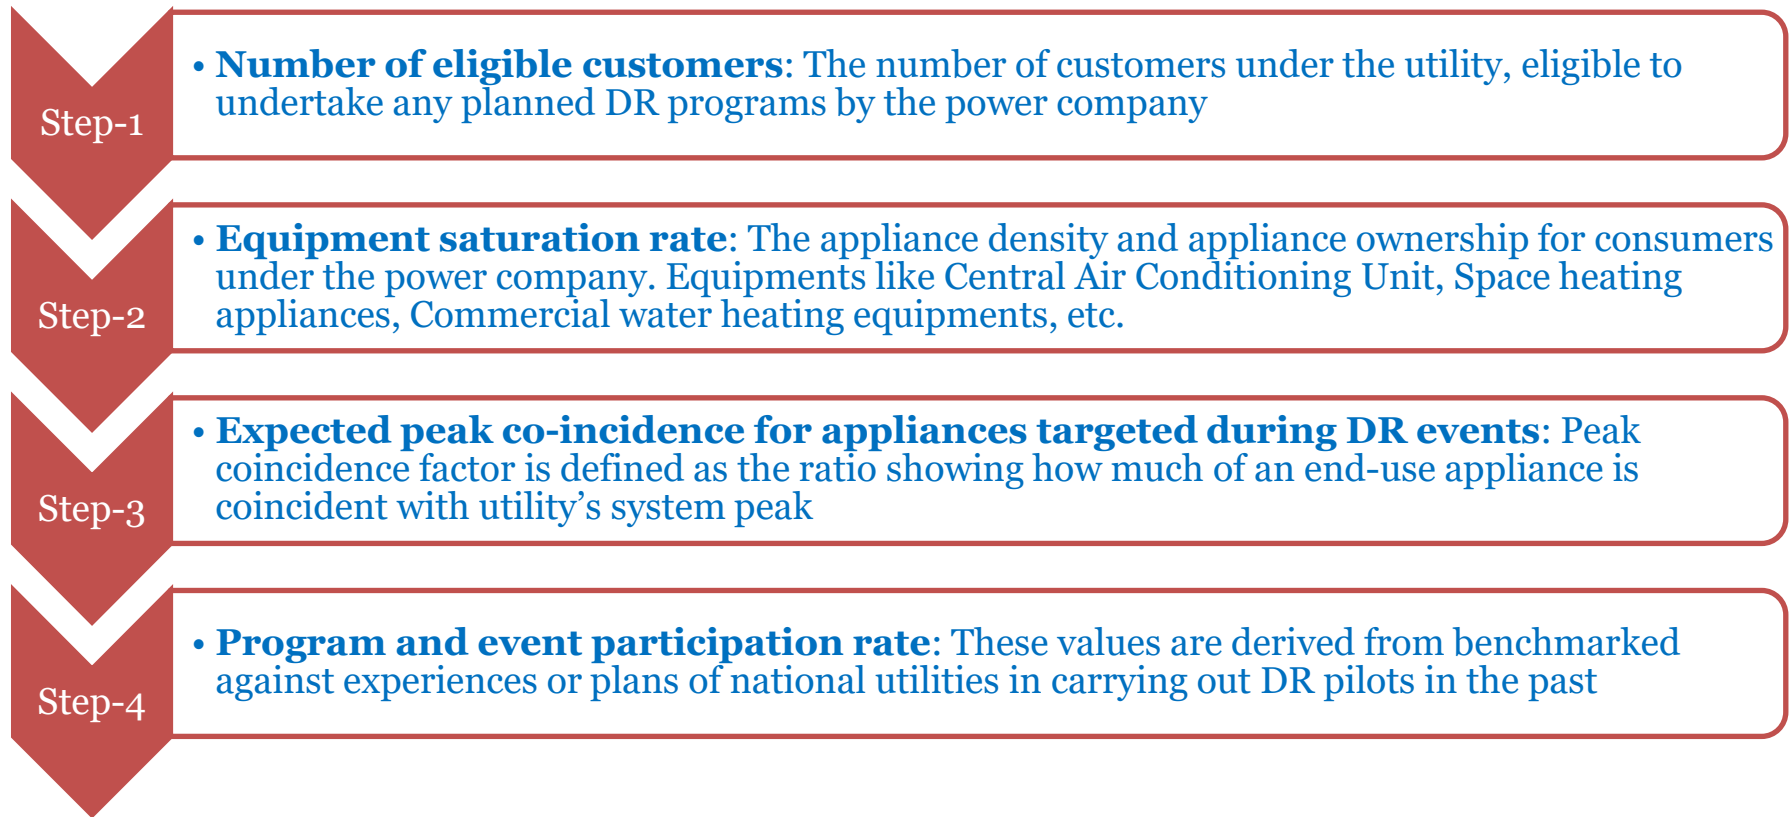 Step-1
• Number of eligible customers: The number of customers under the utility, eligible to
undertake any planned DR programs by the power company
Step-2
• Equipment saturation rate: The appliance density and appliance ownership for consumers
under the power company. Equipments like Central Air Conditioning Unit, Space heating
appliances, Commercial water heating equipments, etc.
Step-3
• Expected peak co-incidence for appliances targeted during DR events: Peak
coincidence factor is defined as the ratio showing how much of an end-use appliance is
coincident with utility’s system peak
Step-4
• Program and event participation rate: These values are derived from benchmarked
against experiences or plans of national utilities in carrying out DR pilots in the past